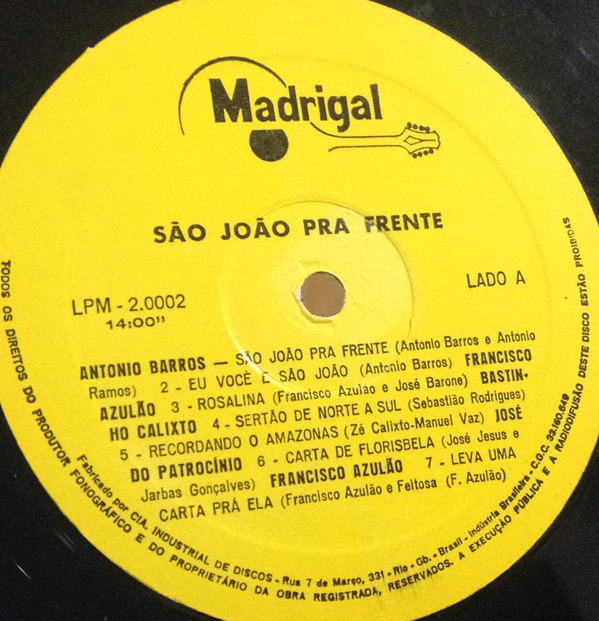 Madrigal
SÃO JOÃO PRA FRENTE
LPM - 2.0002
14:00"
LADO A
ANTONIO BARROS — SÃO JOÃO PRA FRENTE (Antonio Barros e Antonio
Ramos) 2 - EU VOCÊ E SÃO JOÃO (Antonio Barros) FRANCISCO
AZULÃO 3 - ROSALINA (Francisco Azulão e José Barone) BASTIN-
HO CALIXTO 4 - SERTÃO DE NORTE A SUL (Sebastião Rodrigues)
5 - RECORDANDO O AMAZONAS (Zé Calixto-Manuel Vaz) JOSÉ
DO PATROCÍNIO 6 - CARTA DE FLORISBELA (José Jesus e
Jarbas Gonçalves) FRANCISCO AZULÃO 7 - LEVA UMA
CARTA PRÁ ELA (Francisco Azulão e Feitosa (F. Azulão)
Fabricado por CIA. INDUSTRIAL DE DISCOS - Rua 7 de Março, 331 - Rio - Gb. - Brasil - Indústria Brasileira - C.G.C. 33.160.649
TODOS OS DIREITOS DO PRODUTOR FONOGRÁFICO E DO PROPRIETÁRIO DA OBRA REGISTRADA, RESERVADOS. A EXECUÇÃO PÚBLICA E A RADIODIFUSÃO DESTE DISCO ESTÃO PROIBIDAS